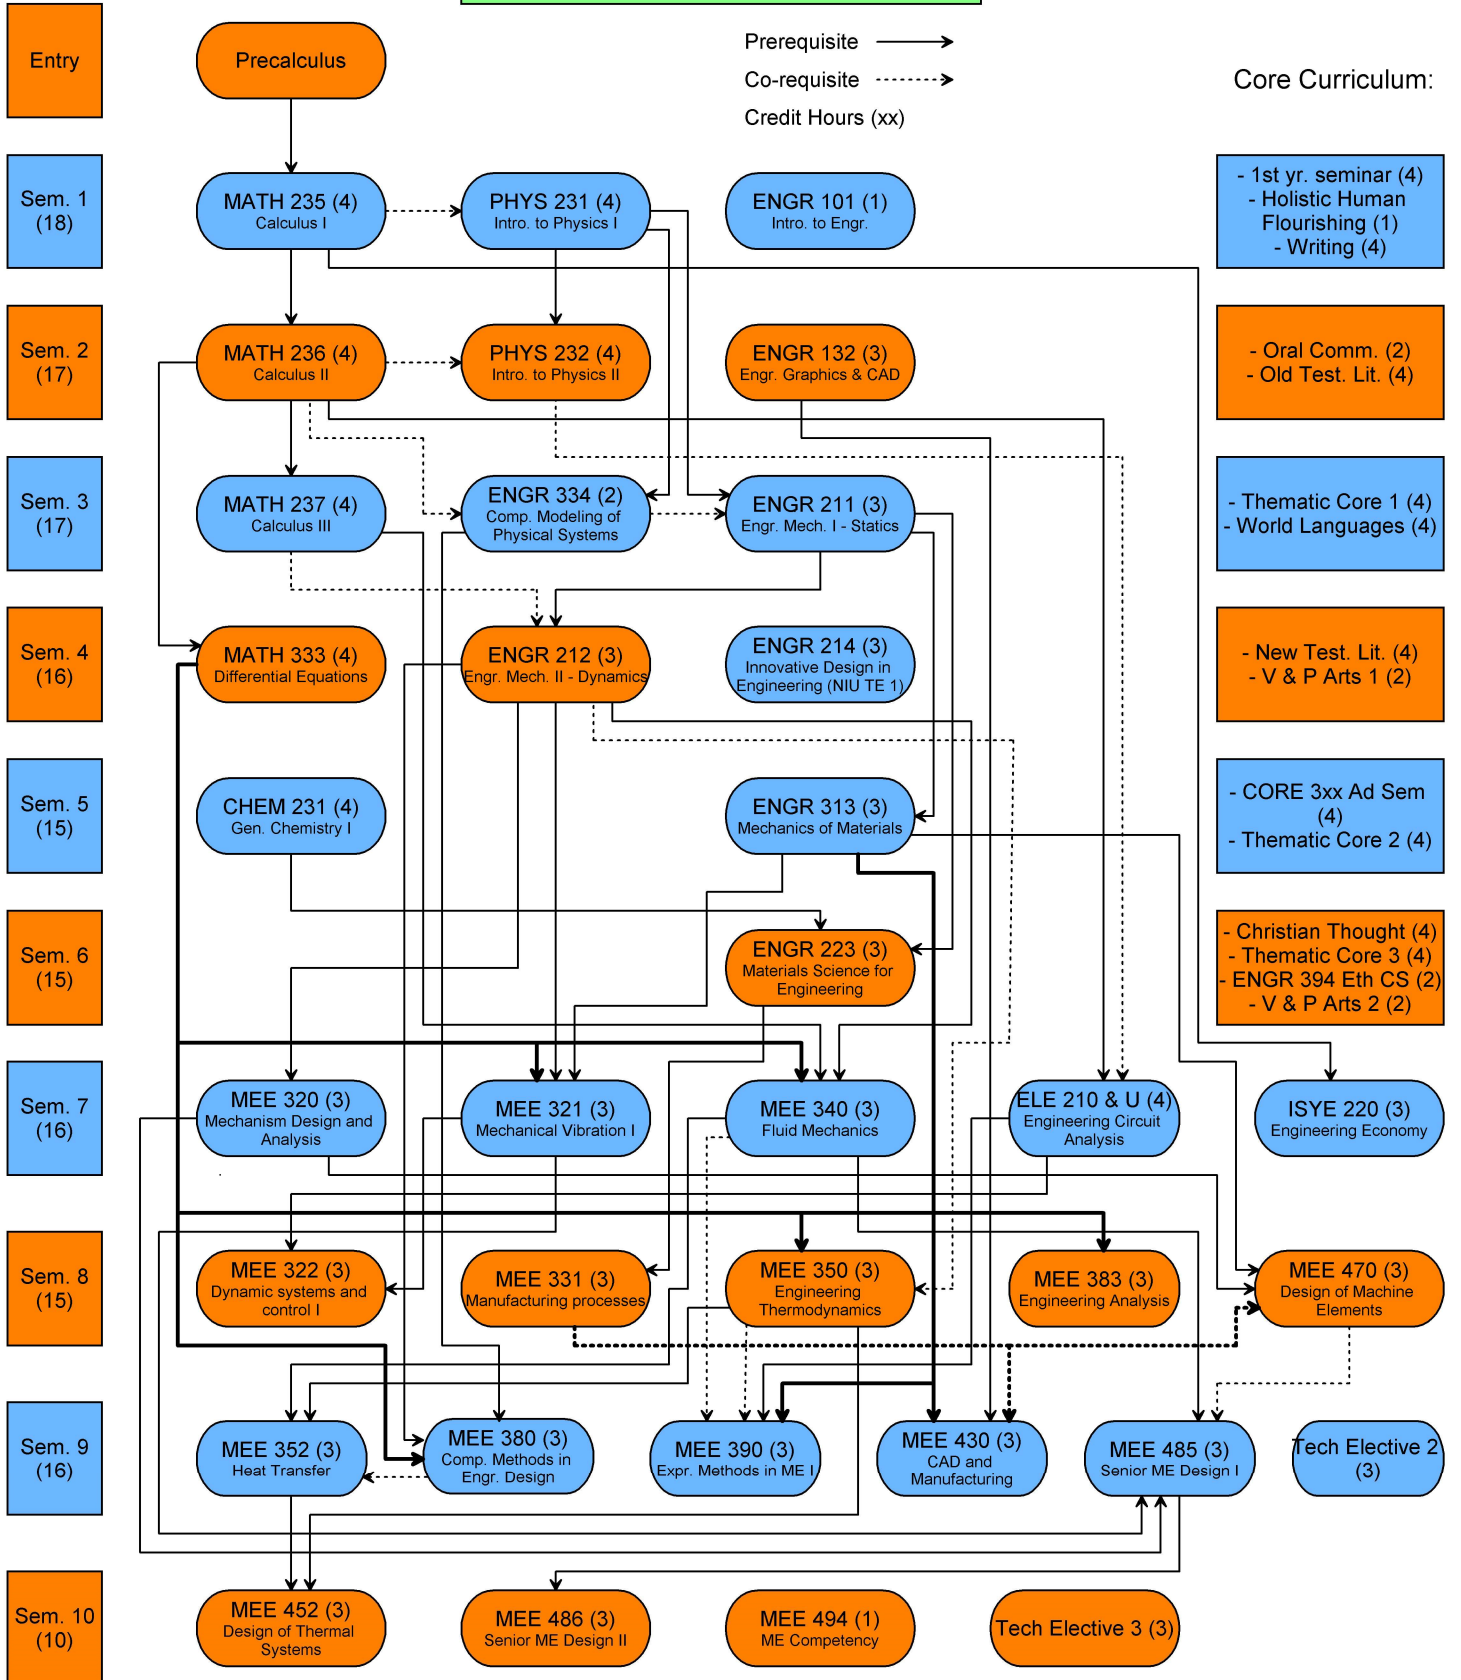 Prerequisite
Co-requisite
Credit Hours (xx)
Core Curriculum:
Entry
Precalculus
Sem. 1
(18)
MATH 235 (4)
Calculus I
PHYS 231 (4)
Intro. to Physics I
ENGR 101 (1)
Intro. to Engr.
- 1st yr. seminar (4)
- Holistic Human
Flourishing (1)
- Writing (4)
Sem. 2
(17)
MATH 236 (4)
Calculus II
PHYS 232 (4)
Intro. to Physics II
ENGR 132 (3)
Engr. Graphics & CAD
- Oral Comm. (2)
- Old Test. Lit. (4)
Sem. 3
(17)
MATH 237 (4)
Calculus III
ENGR 334 (2)
Comp. Modeling of
Physical Systems
ENGR 211 (3)
Engr. Mech. I - Statics
- Thematic Core 1 (4)
- World Languages (4)
Sem. 4
(16)
MATH 333 (4)
Differential Equations
ENGR 212 (3)
Engr. Mech. II - Dynamics
ENGR 214 (3)
Innovative Design in
Engineering (NIU TE 1)
- New Test. Lit. (4)
- V & P Arts 1 (2)
Sem. 5
(15)
CHEM 231 (4)
Gen. Chemistry I
ENGR 313 (3)
Mechanics of Materials
- CORE 3xx Ad Sem
(4)
- Thematic Core 2 (4)
Sem. 6
(15)
ENGR 223 (3)
Materials Science for
Engineering
- Christian Thought (4)
- Thematic Core 3 (4)
- ENGR 394 Eth CS (2)
- V & P Arts 2 (2)
Sem. 7
(16)
MEE 320 (3)
Mechanism Design and
Analysis
MEE 321 (3)
Mechanical Vibration I
MEE 340 (3)
Fluid Mechanics
ELE 210 & U (4)
Engineering Circuit
Analysis
ISYE 220 (3)
Engineering Economy
Sem. 8
(15)
MEE 322 (3)
Dynamic systems and
control I
MEE 331 (3)
Manufacturing processes
MEE 350 (3)
Engineering
Thermodynamics
MEE 383 (3)
Engineering Analysis
MEE 470 (3)
Design of Machine
Elements
Sem. 9
(16)
MEE 352 (3)
Heat Transfer
MEE 380 (3)
Comp. Methods in
Engr. Design
MEE 390 (3)
Expr. Methods in ME I
MEE 430 (3)
CAD and
Manufacturing
MEE 485 (3)
Senior ME Design I
Tech Elective 2
(3)
Sem. 10
(10)
MEE 452 (3)
Design of Thermal
Systems
MEE 486 (3)
Senior ME Design II
MEE 494 (1)
ME Competency
Tech Elective 3 (3)